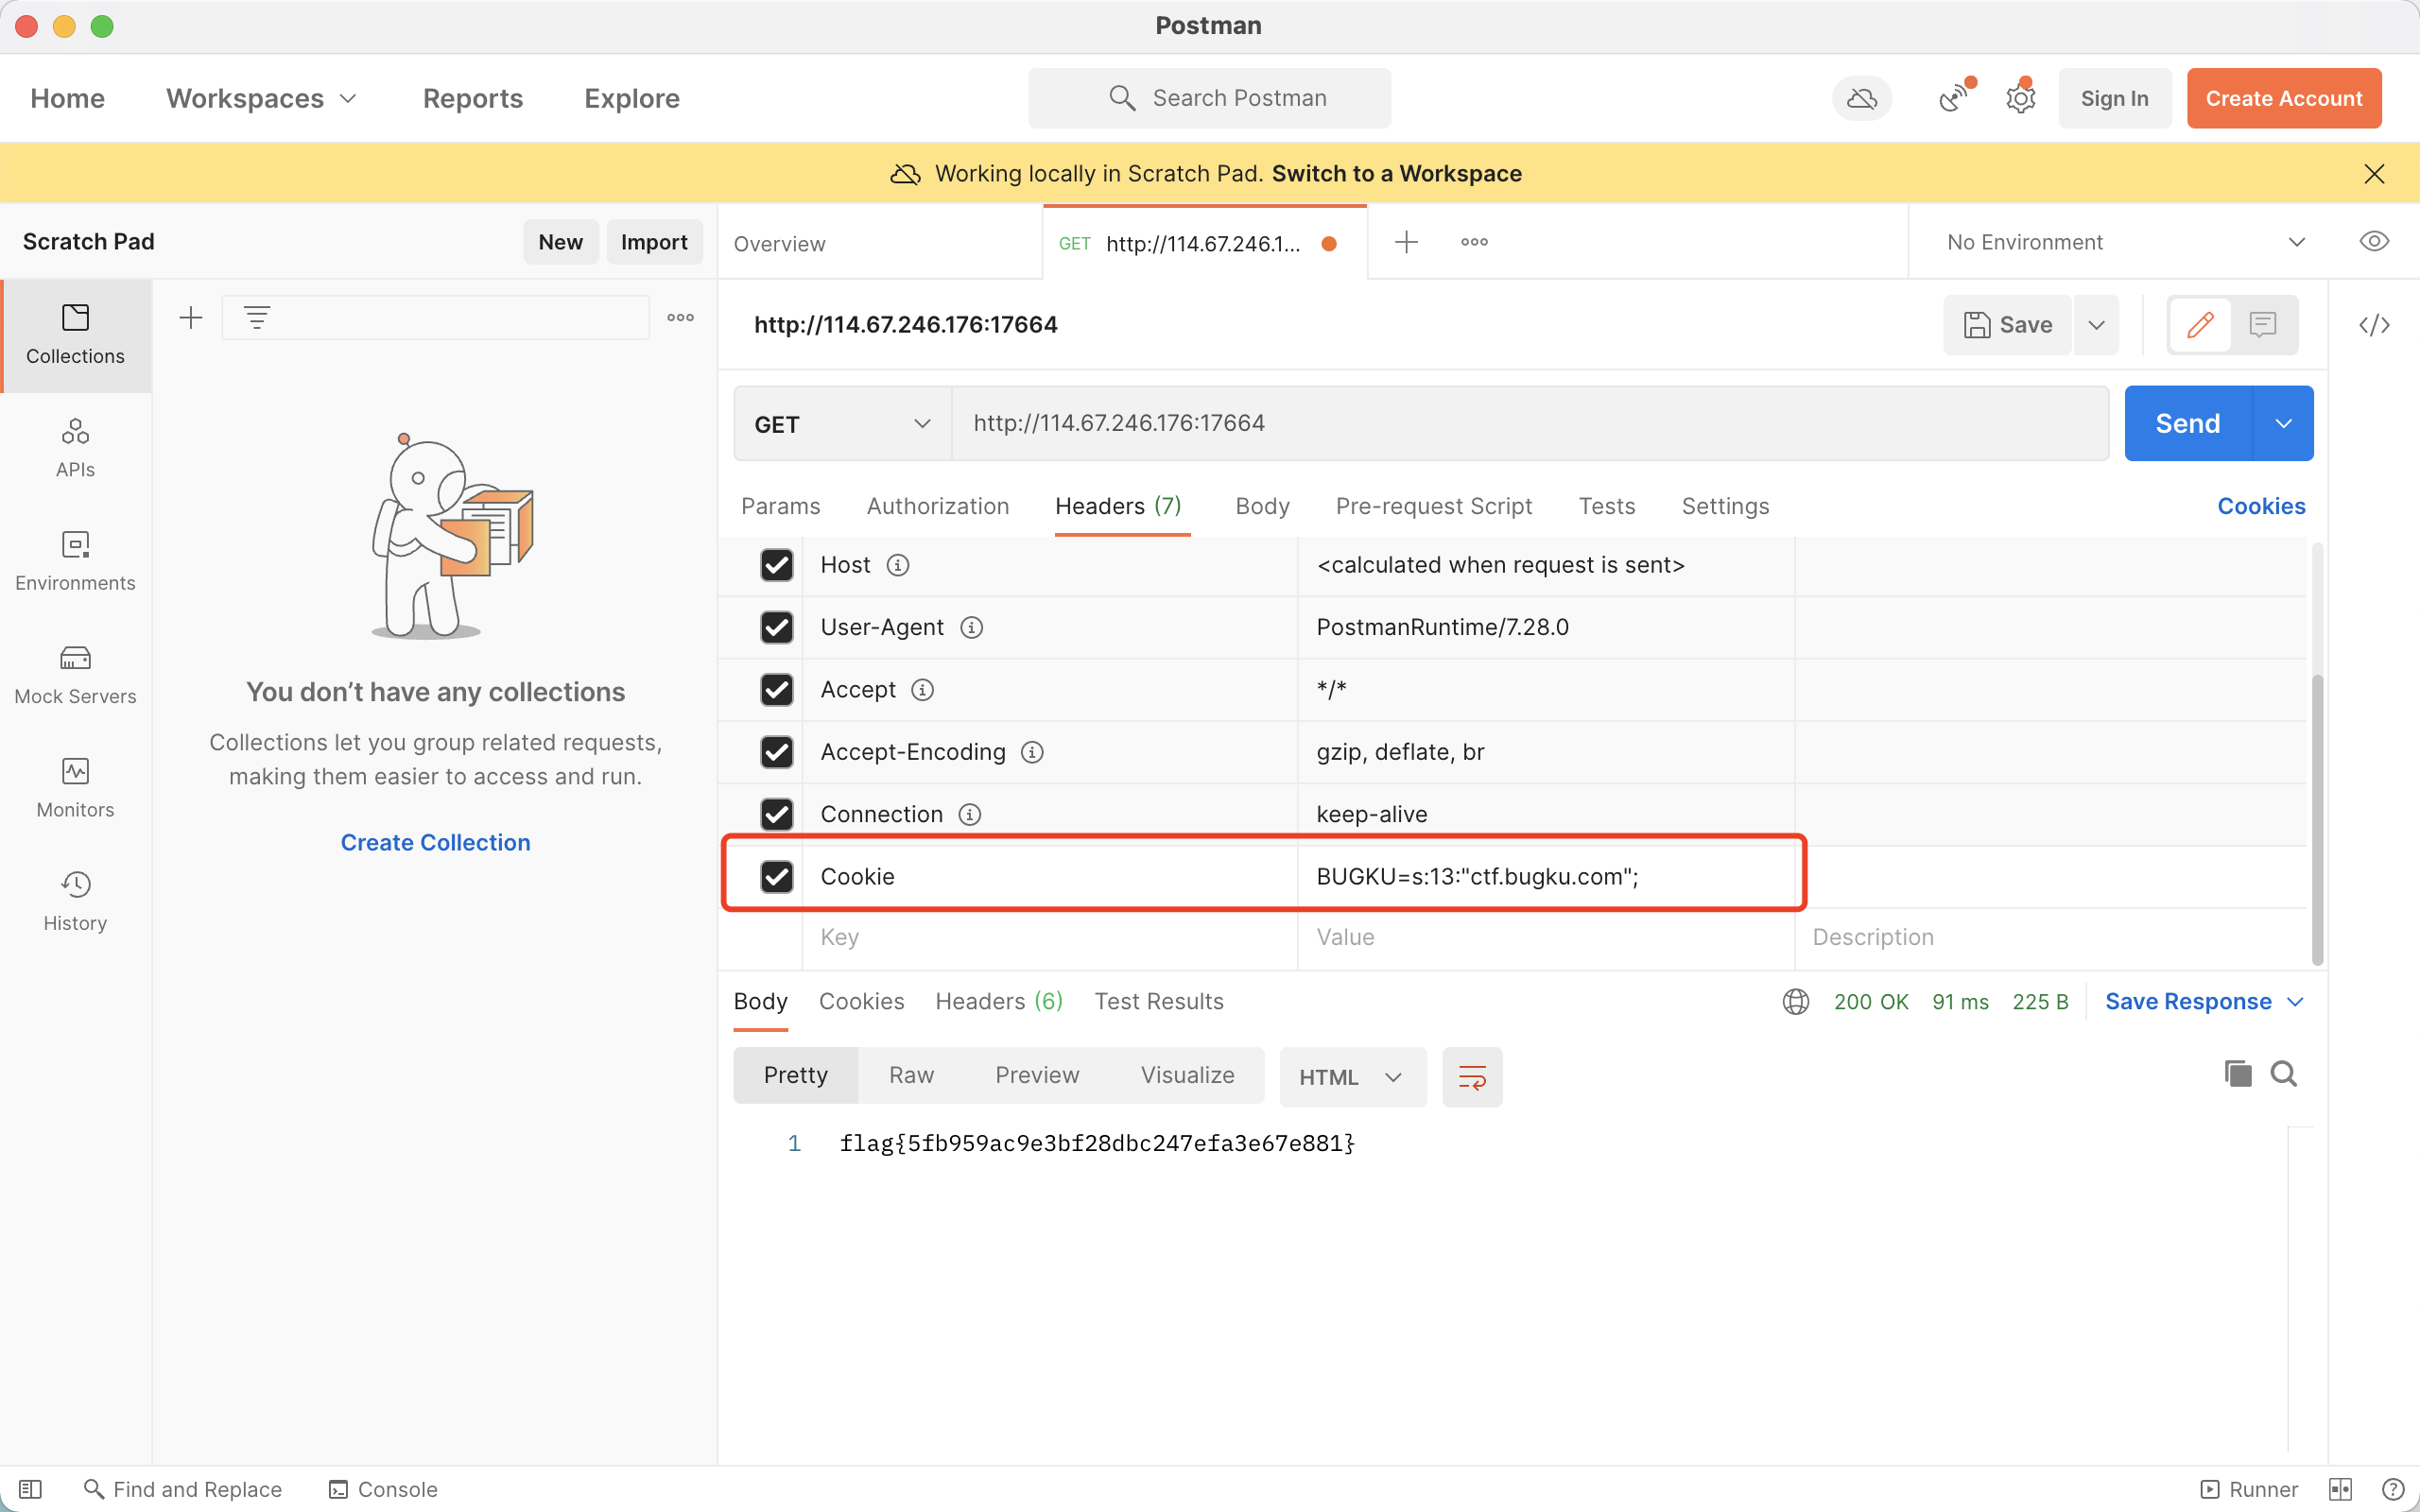 Postman
Home Workspaces Reports Explore Search Postman Sign In Create Account
Working locally in Scratch Pad. Switch to a Workspace
Scratch Pad New Import Overview GET http://114.67.246.1... No Environment
Collections
APIs
Environments
Mock Servers
Monitors
History
You don’t have any collections
Collections let you group related requests,
making them easier to access and run.
Create Collection
http://114.67.246.176:17664 Save
GET http://114.67.246.176:17664 Send
Params Authorization Headers (7) Body Pre-request Script Tests Settings Cookies
Host <calculated when request is sent>
User-Agent PostmanRuntime/7.28.0
Accept */*
Accept-Encoding gzip, deflate, br
Connection keep-alive
Cookie BUGKU=s:13:"ctf.bugku.com";
Key Value Description
Body Cookies Headers (6) Test Results 200 OK 91 ms 225 B Save Response
Pretty Raw Preview Visualize HTML
1 flag{5fb959ac9e3bf28dbc247efa3e67e881}
Find and Replace Console Runner